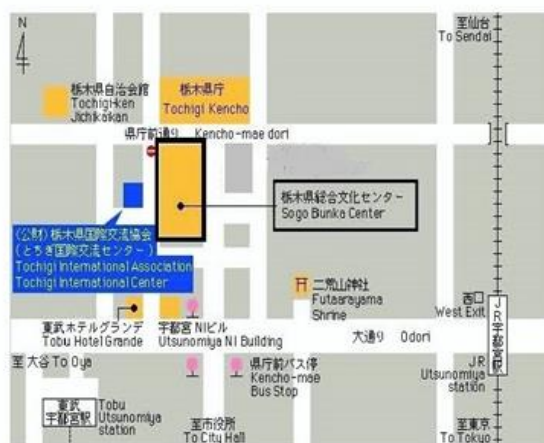 N
至仙台
To Sendai
栃木県自治会館
Tochigi-ken
Jichikaikan
栃木県庁
Tochigi Kencho
県庁前通り Kencho-mae dori
栃木県総合文化センター
Sogo Bunka Center
(公財)栃木県国際交流協会
(とちぎ国際交流センター)
Tochigi International Association
Tochigi International Center
二荒山神社
Futaarayama
Shrine
西口
West Exit
JR宇都宮駅
東武ホテルグランデ
Tobu Hotel Grande
宇都宮 NIビル
Utsunomiya NI Building
大通り Odori
至 大谷 To Oya
県庁前バス停
Kencho-mae
Bus Stop
JR
Utsunomiya
station
東武
宇都宮駅
Tobu
Utsunomiya
station
至市役所
To City Hall
至東京
To Tokyo